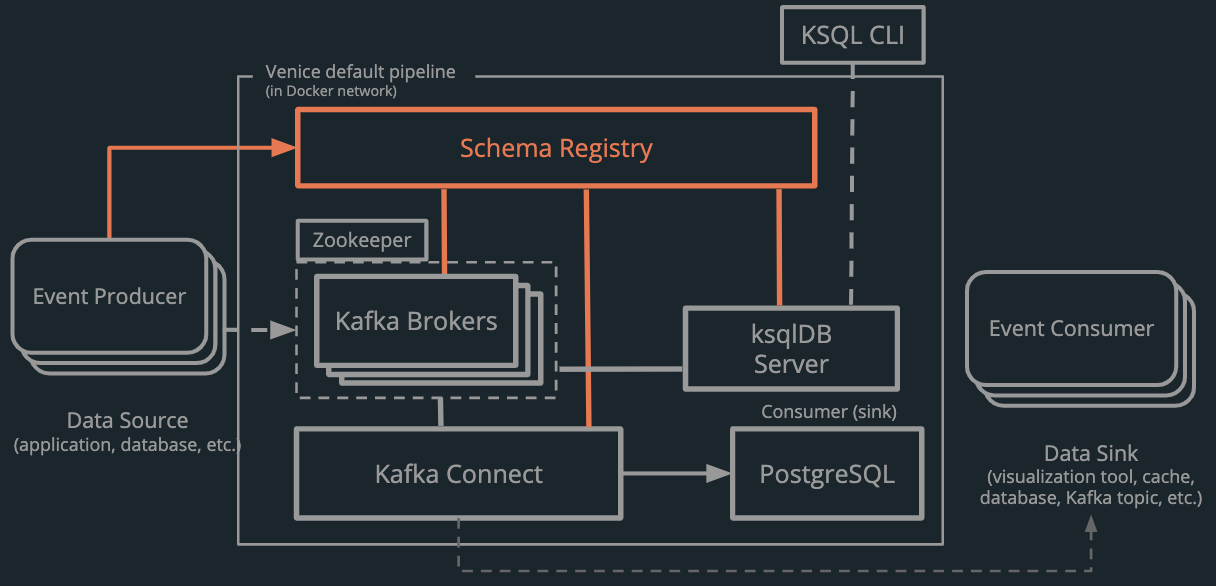 KSQL CLI
Venice default pipeline
(in Docker network)
Schema Registry
Zookeeper
Event Producer
Kafka Brokers
ksqlDB
Server
Event Consumer
Data Source
(application, database, etc.)
Consumer (sink)
Kafka Connect
PostgreSQL
Data Sink
(visualization tool, cache,
database, Kafka topic, etc.)